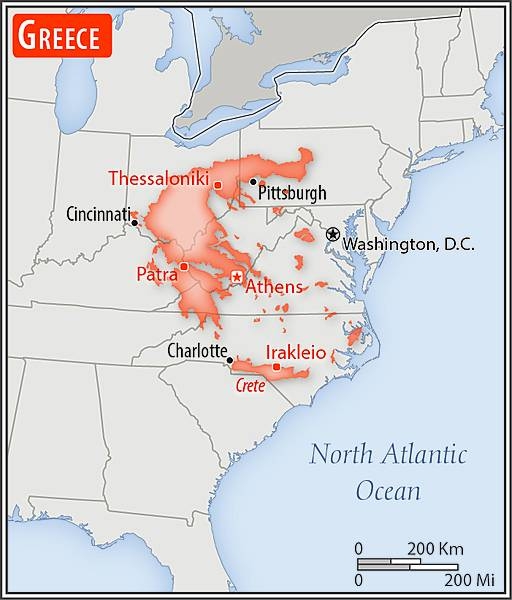 GREECE
Thessaloniki
Pittsburgh
Cincinnati
Washington, D.C.
Patra
Athens
Charlotte
Irakleio
Crete
North Atlantic
Ocean
0 200 Km
0 200 Mi